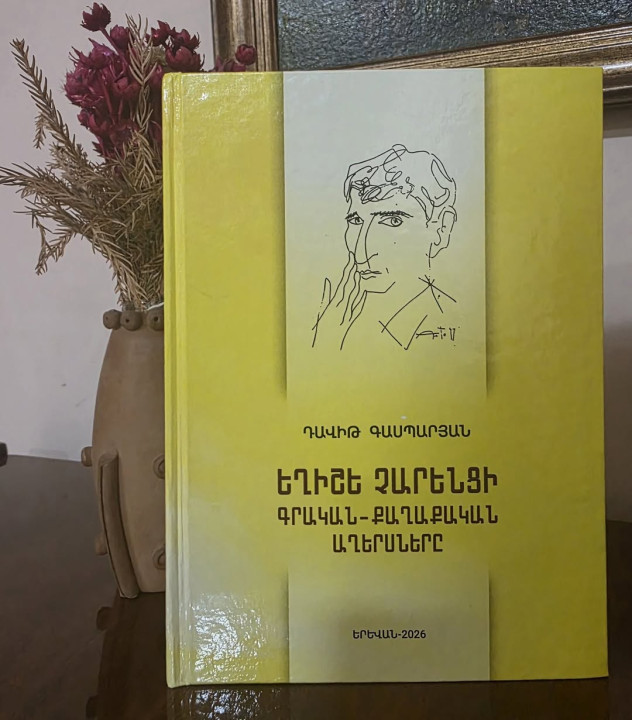 ԴԱՎԻԹ ԳԱՍՊԱՐՅԱՆ
ԵՂԻՇԵ ՉԱՐԵՆՑԻ
ԳՐԱԿԱՆ-ՔԱՂԱՔԱԿԱՆ
ԱՂԵՐՍՆԵՐԸ
ԵՐԵՎԱՆ-2026